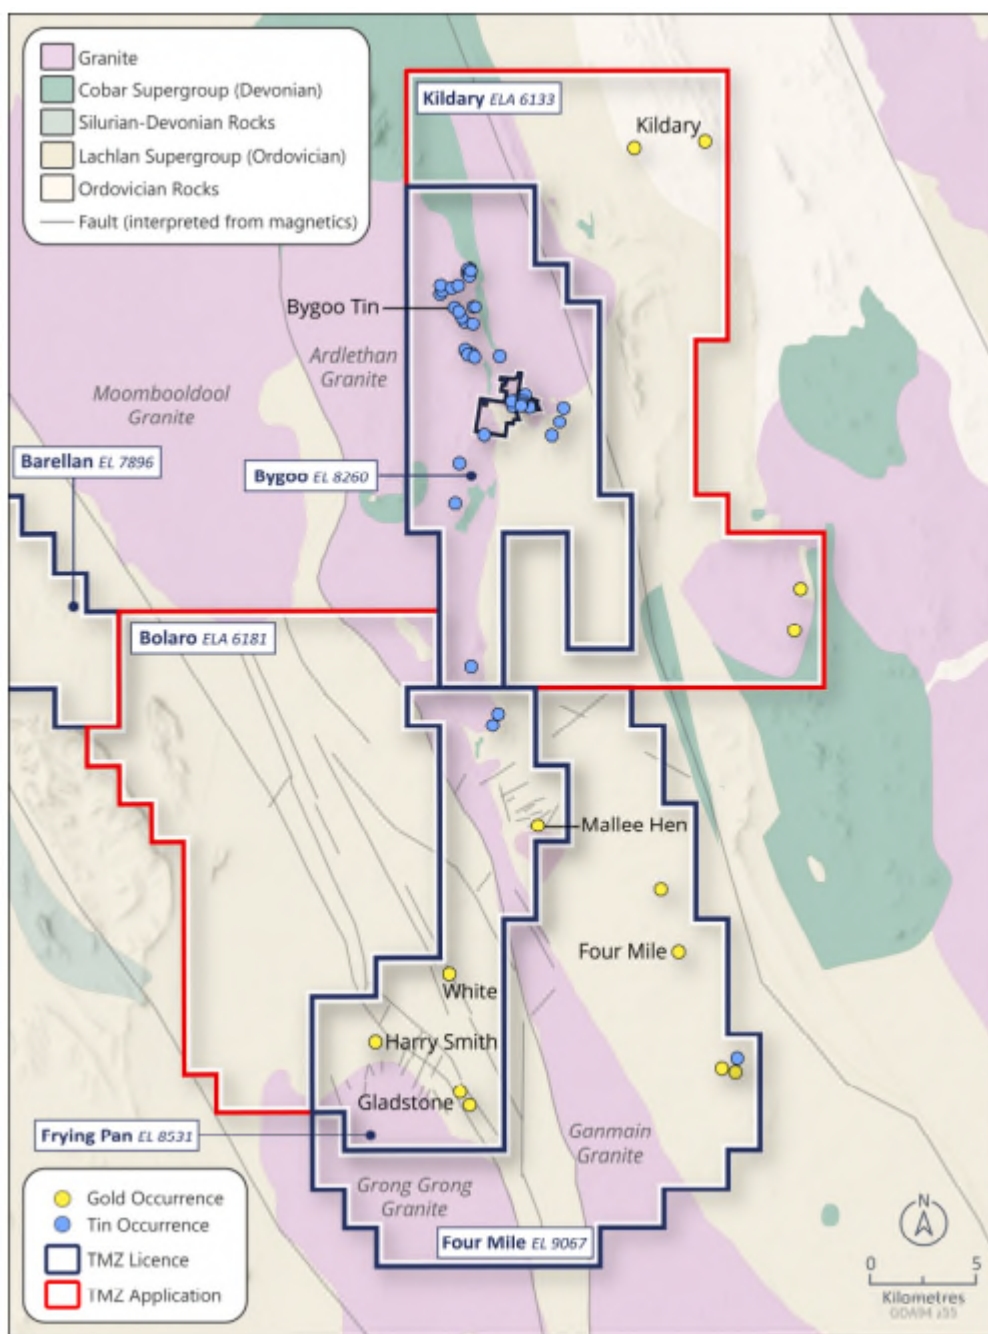 Granite
Cobar Supergroup (Devonian)
Silurian-Devonian Rocks
Lachlan Supergroup (Ordovician)
Ordovician Rocks
Fault (interpreted from magnetics)
Kildary ELA 6133
Kildary
Bygoo Tin
Ardlethan
Granite
Moombooldool
Granite
Barellan EL 7896
Bygoo EL 8260
Bolaro ELA 6181
Mallee Hen
Four Mile
White
Harry Smith
Gladstone
Frying Pan EL 8531
Ganmain
Granite
Grong Grong
Granite
Four Mile EL 9067
Gold Occurrence
Tin Occurrence
TMZ Licence
TMZ Application
N
0 5
Kilometres
GDA94 z55